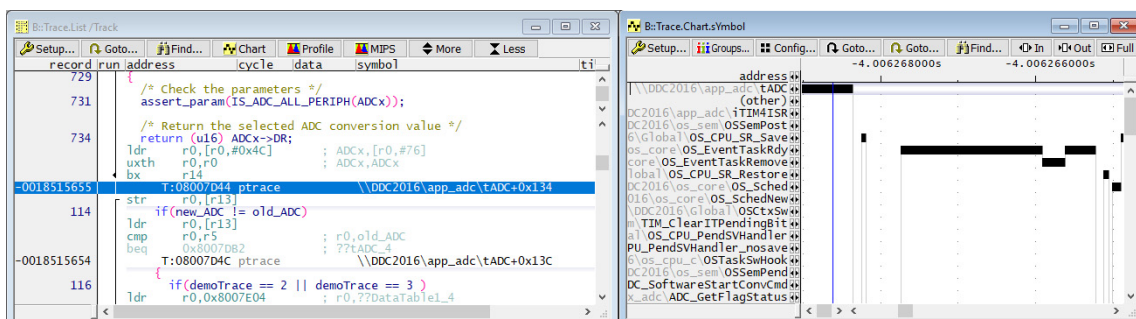 B::Trace.List /Track
Setup... Goto... Find... Chart Profile MIPS More Less
record run address cycle data symbol ti
729 {
/* Check the parameters */
731 assert_param(IS_ADC_ALL_PERIPH(ADCx));
/* Return the selected ADC conversion value */
734 return (u16) ADCx->DR;
ldr r0,[r0,#0x4C] ; ADCx,[r0,#76]
uxth r0,r0 ; ADCx,ADCx
bx r14
-0018515655 T:08007D44 ptrace \\DDC2016\app_adc\tADC+0x134
str r0,[r13]
114 if(new_ADC != old_ADC)
ldr r0,[r13]
cmp r0,r5 ; r0,old_ADC
beq 0x8007DB2 ; ??tADC_4
-0018515654 T:08007D4C ptrace \\DDC2016\app_adc\tADC+0x13C
{
116 if(demoTrace == 2 || demoTrace == 3 )
ldr r0,0x8007E04 ; r0,??DataTable1_4
B::Trace.Chart.sYmbol
Setup... Groups... Config... Goto... Goto... Find... In Out Full
-4.006268000s -4.006266000s
address
\\DDC2016\app_adc\tADC
(other)
DC2016\app_adc\iTIM4ISR
DC2016\os_sem\OSSemPost
6\Global\OS_CPU_SR_Save
os_core\OS_EventTaskRdy
core\OS_EventTaskRemove
lobal\OS_CPU_SR_Restore
DC2016\os_core\OS_Sched
016\os_core\OS_SchedNew
\DDC2016\Global\OSCtxSw
m\TIM_ClearITPendingBit
al\OS_CPU_PendSVHandler
PU_PendSVHandler_nosave
6\os_cpu_c\OSTaskSwHook
DC2016\os_sem\OSSemPend
DC_SoftwareStartConvCmd
x_adc\ADC_GetFlagStatus